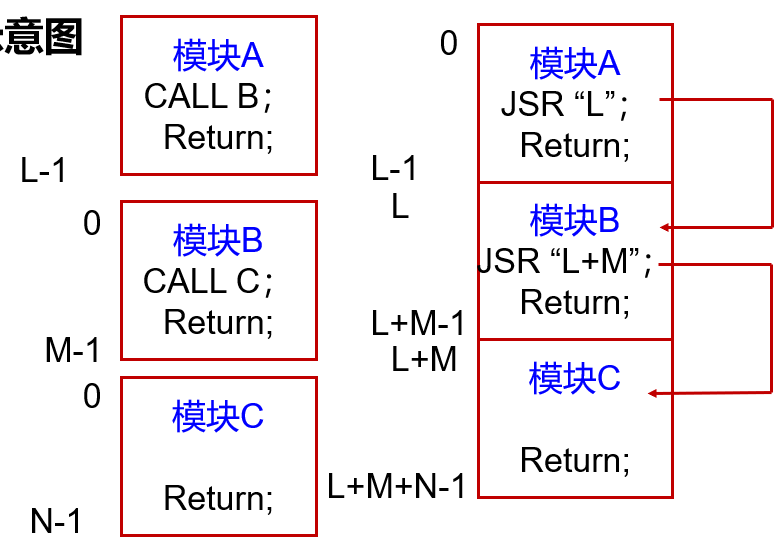 意图
模块A
CALL B；
Return;
L-1
0
模块B
CALL C；
Return;
M-1
0
模块C
Return;
N-1
0
模块A
JSR “L”；
Return;
L-1
L
模块B
JSR “L+M”；
Return;
L+M-1
L+M
模块C
Return;
L+M+N-1